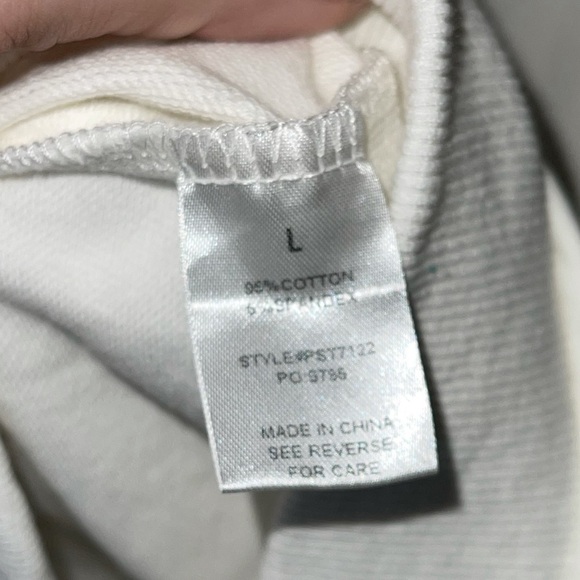 L
95%COTTON
5%SPANDEX
STYLE#PST7122
PO:9786
MADE IN CHINA
SEE REVERSE
FOR CARE